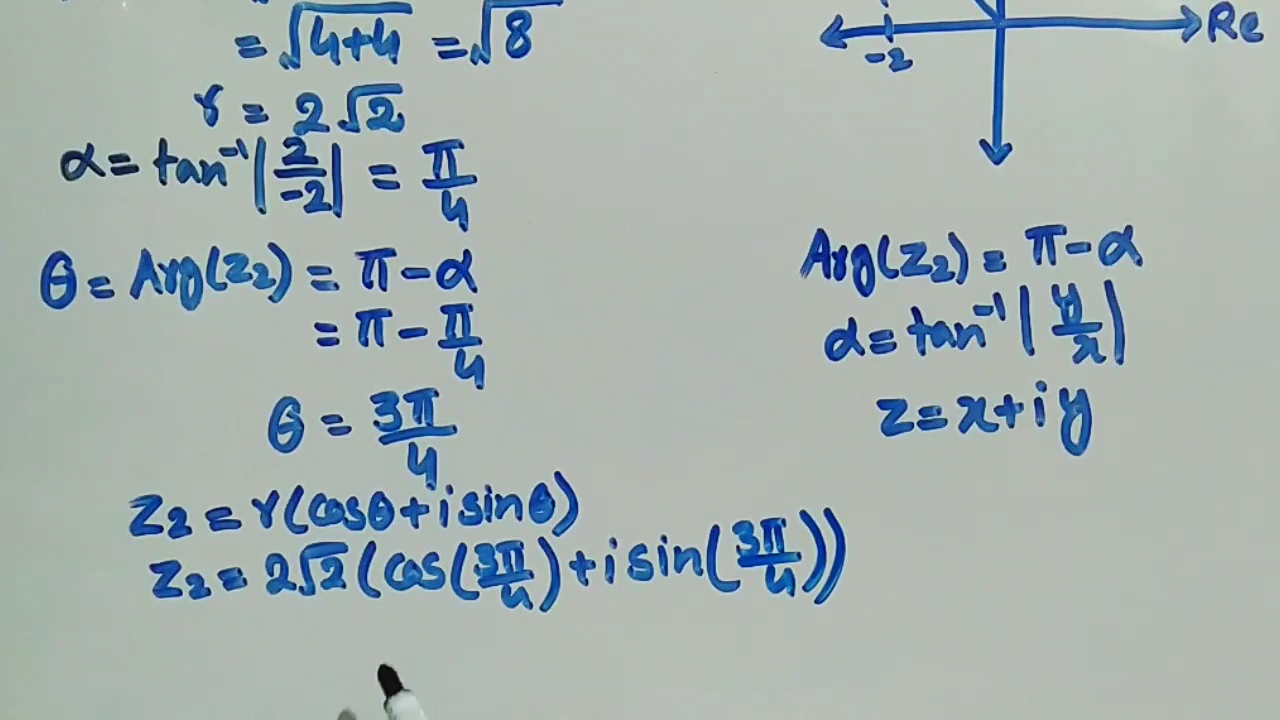 = √4+4 = √8
r = 2√2
α = tan⁻¹|2/-2| = π/4
θ = Arg(z₂) = π - α
= π - π/4
θ = 3π/4
z₂ = r(cosθ + i sinθ)
z₂ = 2√2(cos(3π/4) + i sin(3π/4))
Re
-2
Arg(z₂) = π - α
α = tan⁻¹|y/x|
z = x + iy